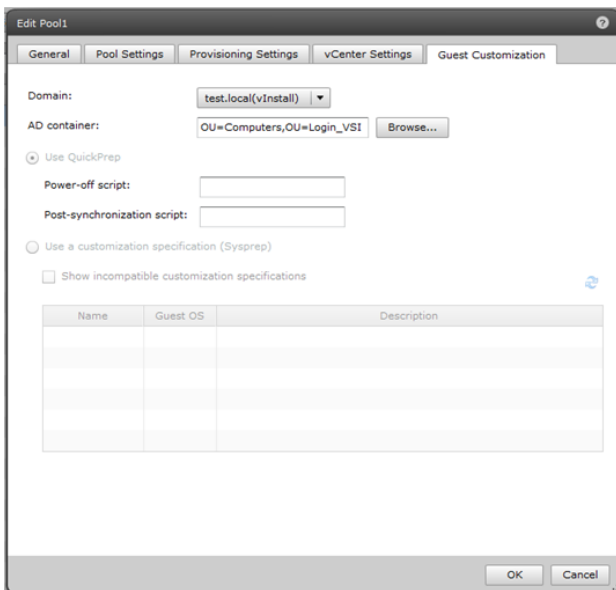 Edit Pool1
General Pool Settings Provisioning Settings vCenter Settings Guest Customization
Domain: test.local(vInstall)
AD container: OU=Computers,OU=Login_VSI Browse...
Use QuickPrep
Power-off script:
Post-synchronization script:
Use a customization specification (Sysprep)
Show incompatible customization specifications
Name Guest OS Description
OK Cancel